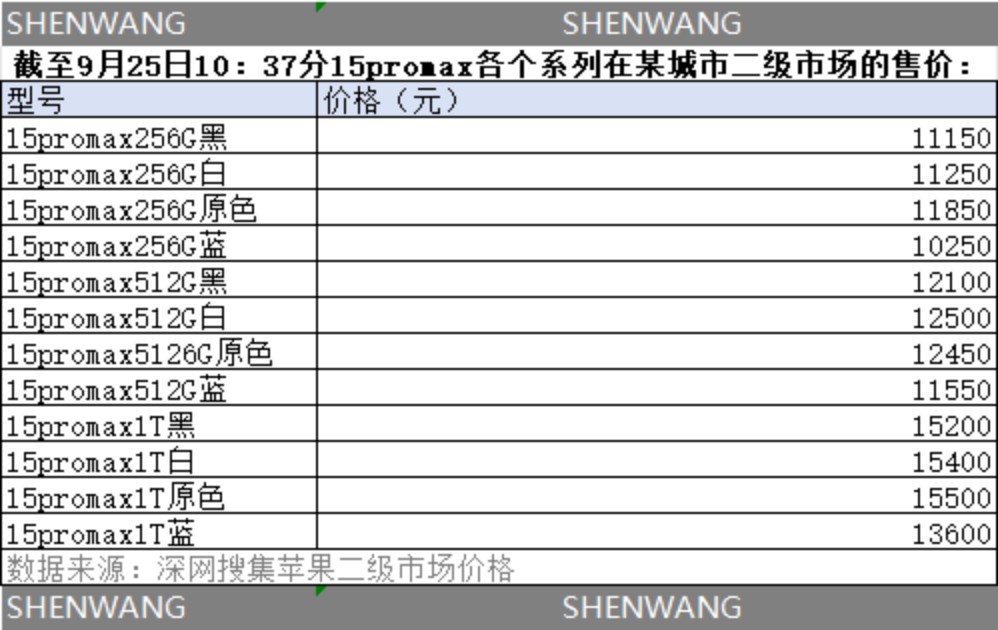 SHENWANG SHENWANG
截至9月25日10：37分15promax各个系列在某城市二级市场的售价：
型号 价格（元）
15promax256G黑 11150
15promax256G白 11250
15promax256G原色 11850
15promax256G蓝 10250
15promax512G黑 12100
15promax512G白 12500
15promax5126G原色 12450
15promax512G蓝 11550
15promax1T黑 15200
15promax1T白 15400
15promax1T原色 15500
15promax1T蓝 13600
数据来源：深网搜集苹果二级市场价格
SHENWANG SHENWANG